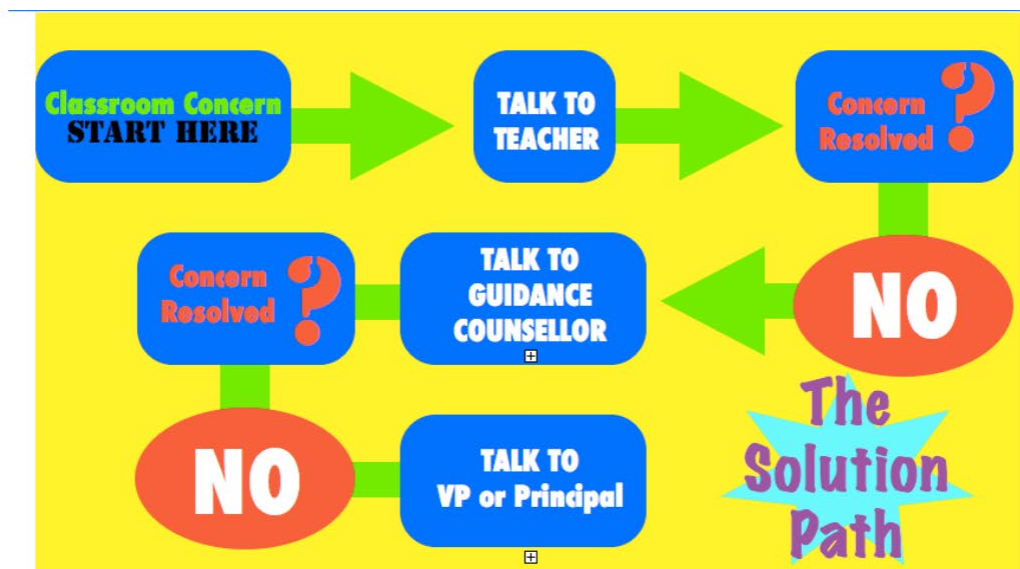 Classroom Concern
START HERE
TALK TO
TEACHER
Concern
Resolved ?
NO
TALK TO
GUIDANCE
COUNSELLOR
Concern
Resolved ?
NO
TALK TO
VP or Principal
The
Solution
Path